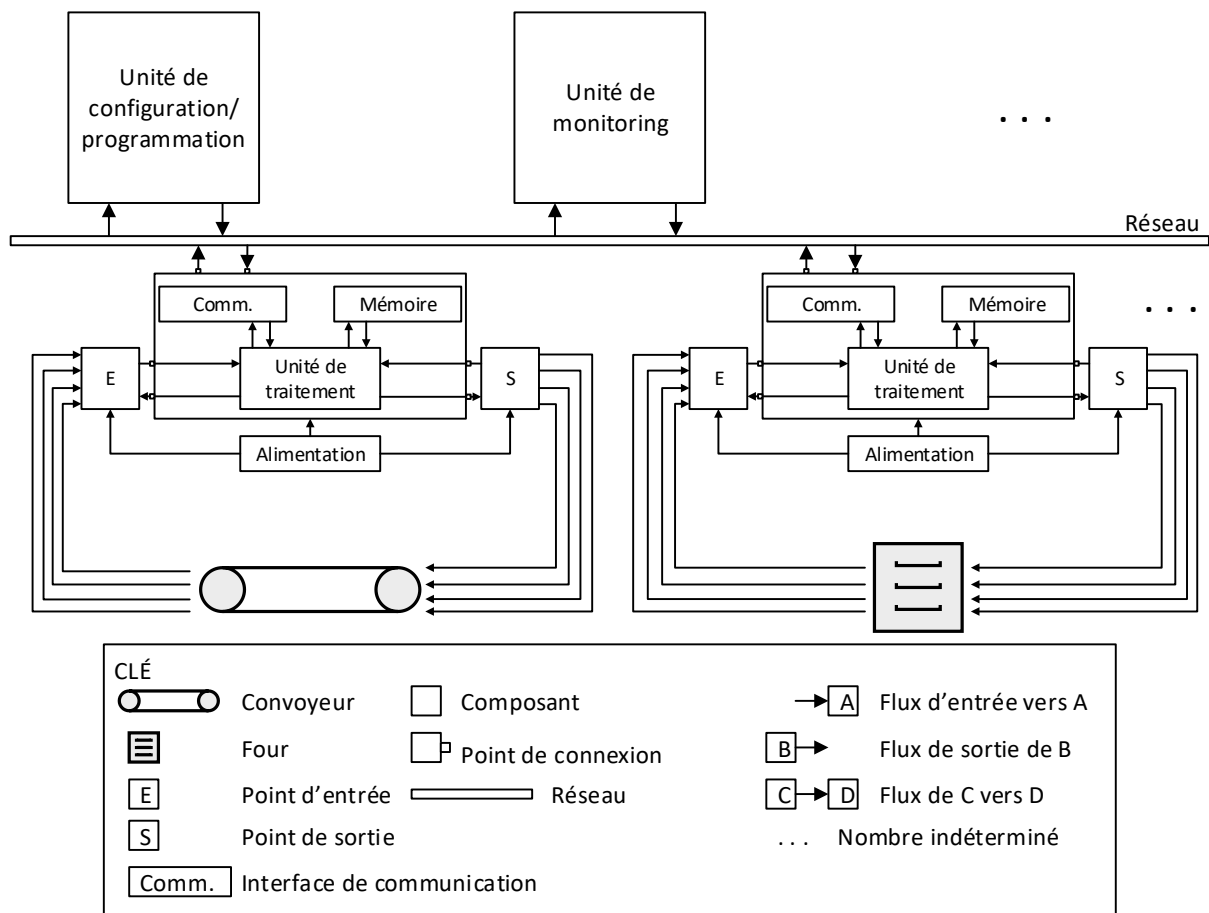 Unité de
configuration/
programmation
Unité de
monitoring
. . .
Réseau
Comm.
Mémoire
E
Unité de
traitement
S
Alimentation
Comm.
Mémoire
. . .
E
Unité de
traitement
S
Alimentation
CLÉ
Convoyeur
Composant
A Flux d'entrée vers A
Four
Point de connexion
B Flux de sortie de B
E Point d'entrée
Réseau
C D Flux de C vers D
S Point de sortie
. . . Nombre indéterminé
Comm. Interface de communication